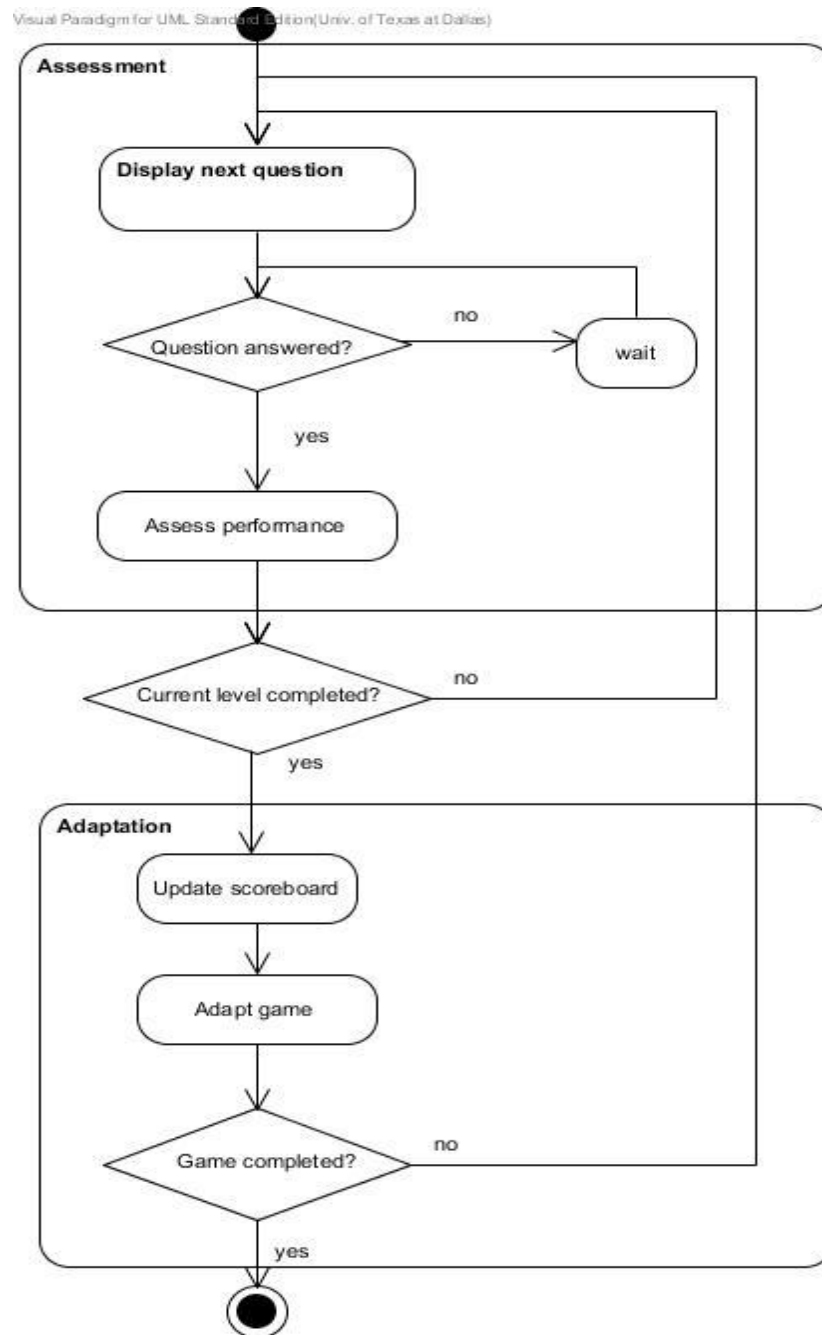 Visual Paradigm for UML Standard Edition(Univ. of Texas at Dallas)
Assessment
Display next question
no
Question answered?
wait
yes
Assess performance
Current level completed?
no
yes
Adaptation
Update scoreboard
Adapt game
no
Game completed?
yes